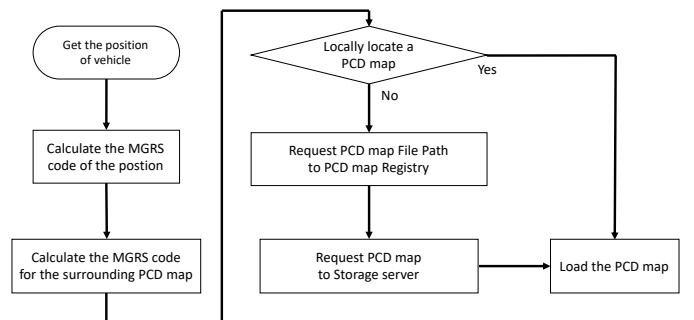 Get the position
of vehicle
Calculate the MGRS
code of the postion
Calculate the MGRS code
for the surrounding PCD map
Locally locate a
PCD map
Yes
No
Request PCD map File Path
to PCD map Registry
Request PCD map
to Storage server
Load the PCD map